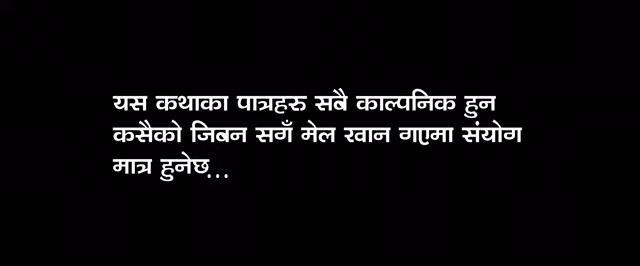 यस कथाका पात्रहरु सबै काल्पनिक हुन
कसैको जिबन सगँ मेल खान गएमा संयोग
मात्र हुनेछ...